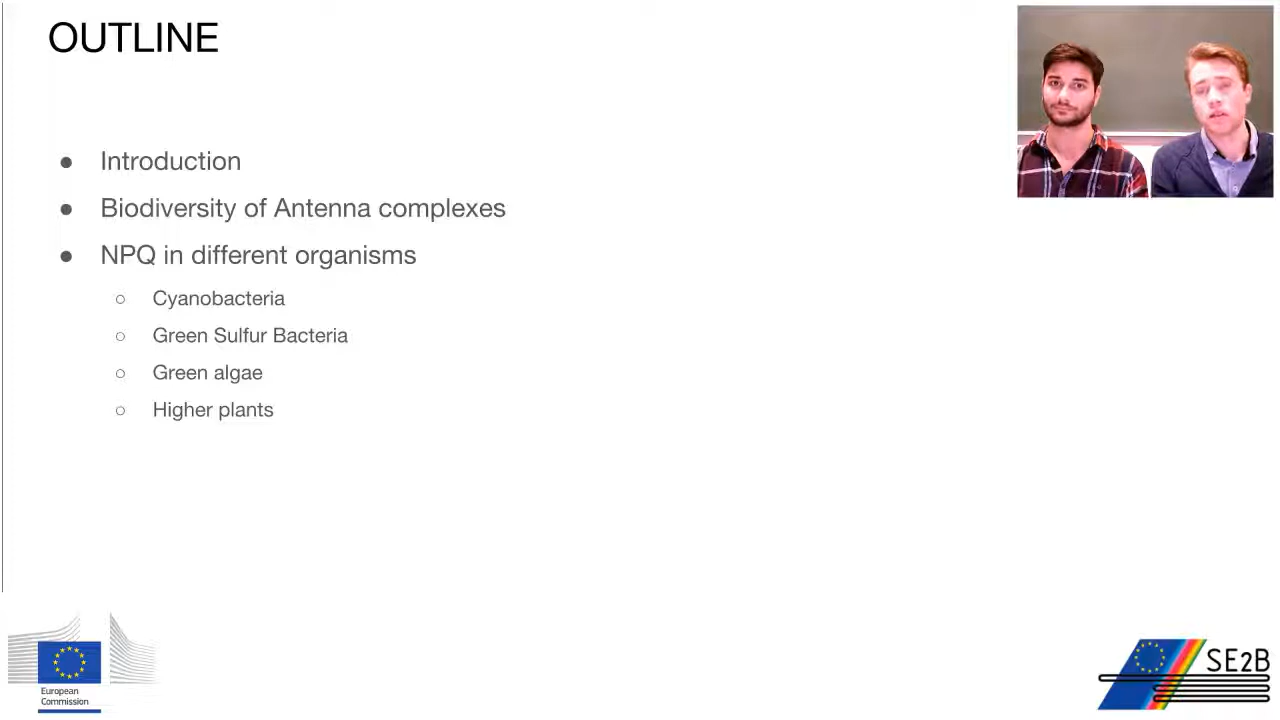 OUTLINE
● Introduction
● Biodiversity of Antenna complexes
● NPQ in different organisms
○ Cyanobacteria
○ Green Sulfur Bacteria
○ Green algae
○ Higher plants
European
Commission
SE2B